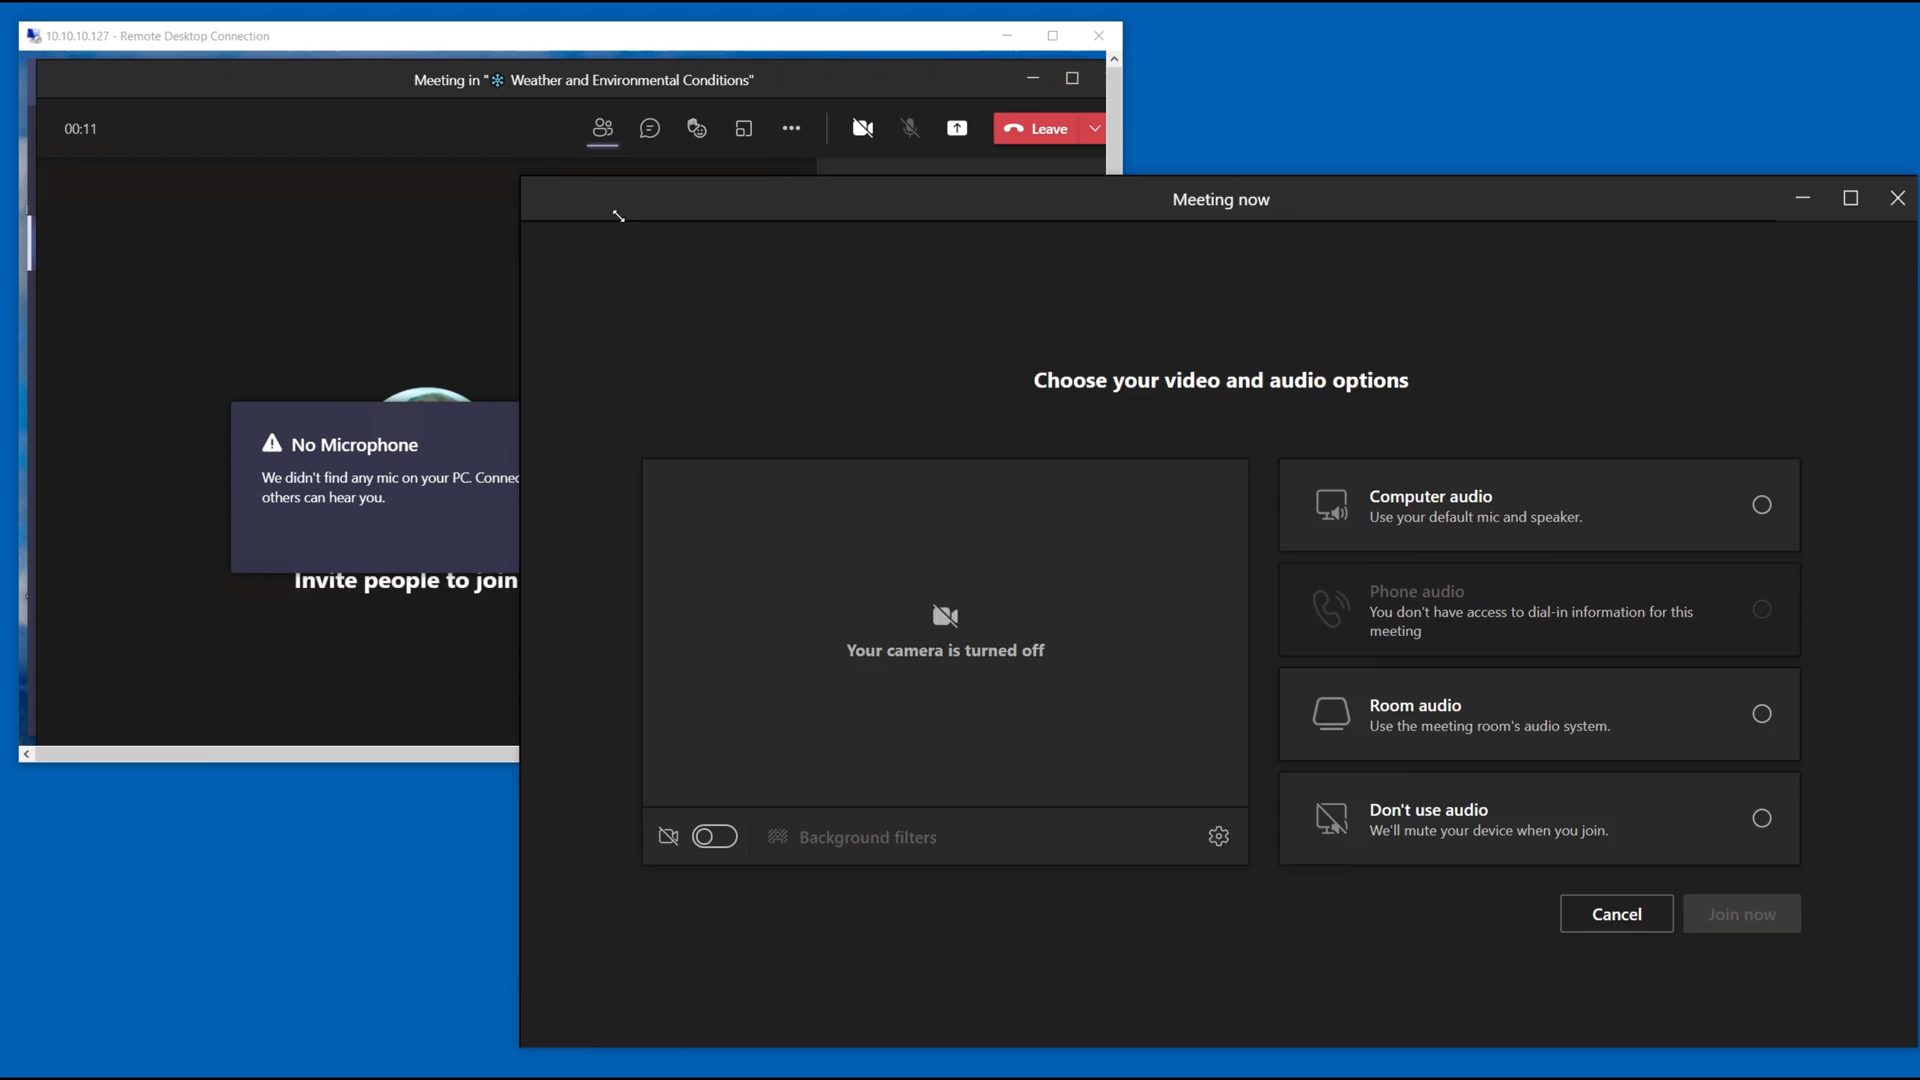 10.10.10.127 - Remote Desktop Connection
Meeting in "❄ Weather and Environmental Conditions"
00:11
Leave
Meeting now
Choose your video and audio options
No Microphone
We didn't find any mic on your PC. Connec
others can hear you.
Invite people to join
Your camera is turned off
Background filters
Computer audio
Use your default mic and speaker.
Phone audio
You don't have access to dial-in information for this
meeting
Room audio
Use the meeting room's audio system.
Don't use audio
We'll mute your device when you join.
Cancel
Join now